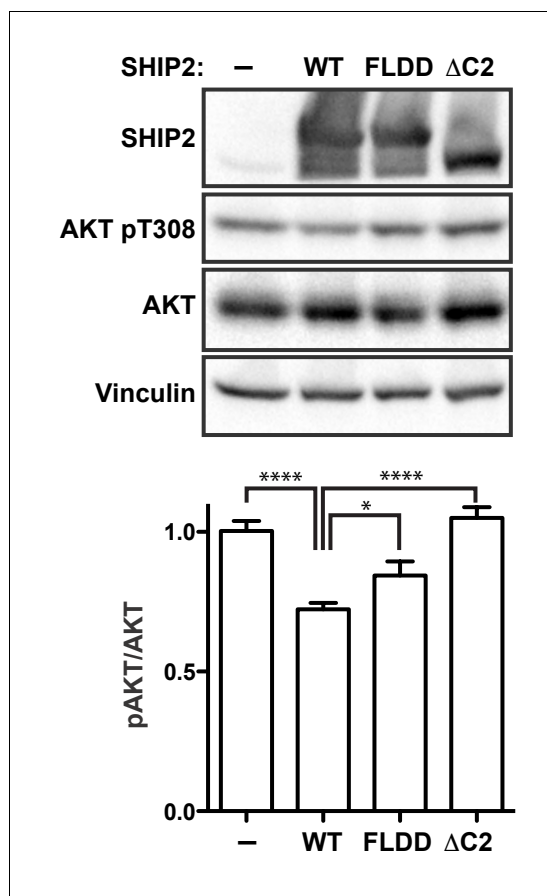 SHIP2: – WT FLDD ΔC2
SHIP2
AKT pT308
AKT
Vinculin
**** ****
*
1.0
pAKT/AKT
0.5
0.0
– WT FLDD ΔC2